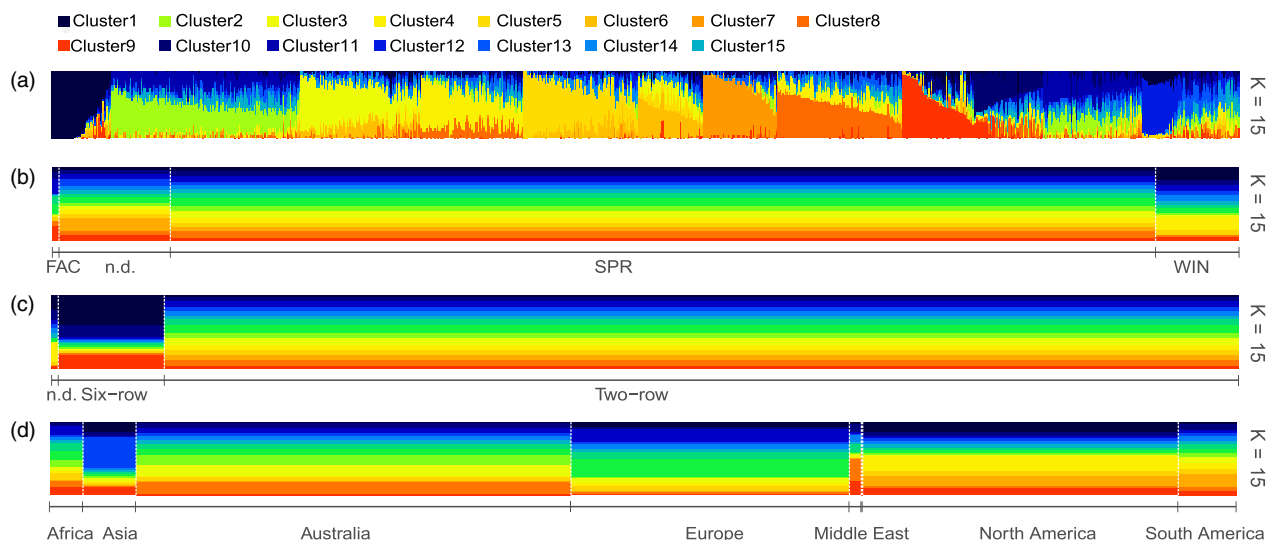 Cluster1 Cluster2 Cluster3 Cluster4 Cluster5 Cluster6 Cluster7 Cluster8
Cluster9 Cluster10 Cluster11 Cluster12 Cluster13 Cluster14 Cluster15
(a) K = 15
(b) K = 15
FAC n.d. SPR WIN
(c) K = 15
n.d. Six−row Two−row
(d) K = 15
Africa Asia Australia Europe Middle East North America South America